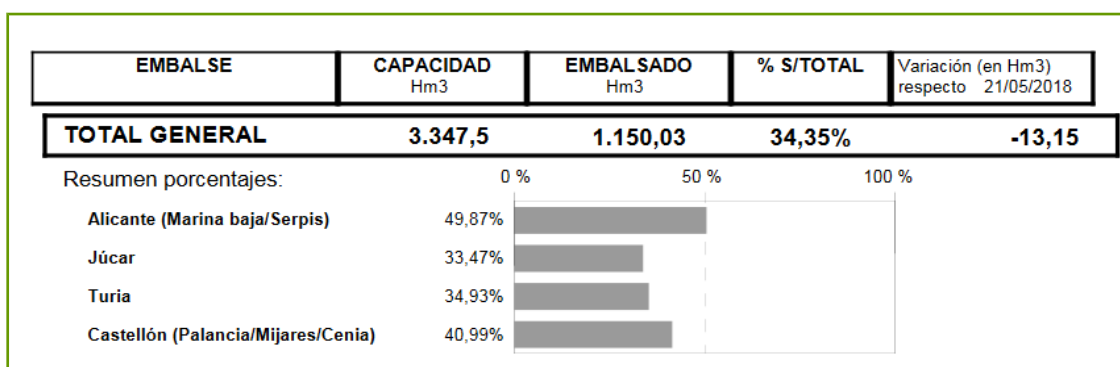 EMBALSE CAPACIDAD EMBALSADO % S/TOTAL Variación (en Hm3)
Hm3 Hm3 respecto 21/05/2018
TOTAL GENERAL 3.347,5 1.150,03 34,35% -13,15
Resumen porcentajes: 0 % 50 % 100 %
Alicante (Marina baja/Serpis) 49,87%
Júcar 33,47%
Turia 34,93%
Castellón (Palancia/Mijares/Cenia) 40,99%